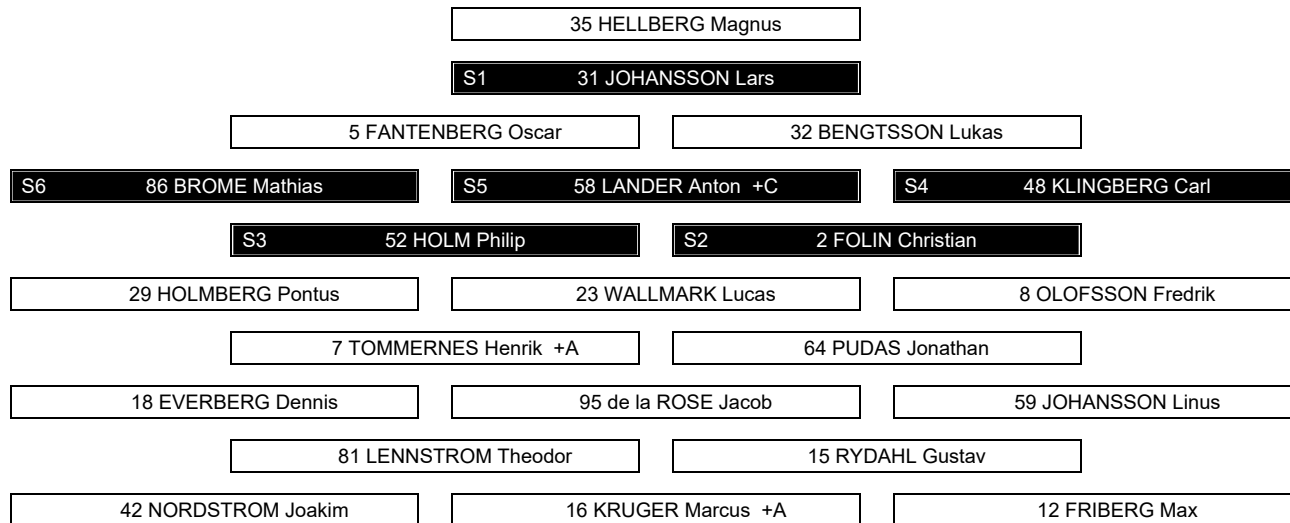 35 HELLBERG Magnus
S1 31 JOHANSSON Lars
5 FANTENBERG Oscar 32 BENGTSSON Lukas
S6 86 BROME Mathias S5 58 LANDER Anton +C S4 48 KLINGBERG Carl
S3 52 HOLM Philip S2 2 FOLIN Christian
29 HOLMBERG Pontus 23 WALLMARK Lucas 8 OLOFSSON Fredrik
7 TOMMERNES Henrik +A 64 PUDAS Jonathan
18 EVERBERG Dennis 95 de la ROSE Jacob 59 JOHANSSON Linus
81 LENNSTROM Theodor 15 RYDAHL Gustav
42 NORDSTROM Joakim 16 KRUGER Marcus +A 12 FRIBERG Max